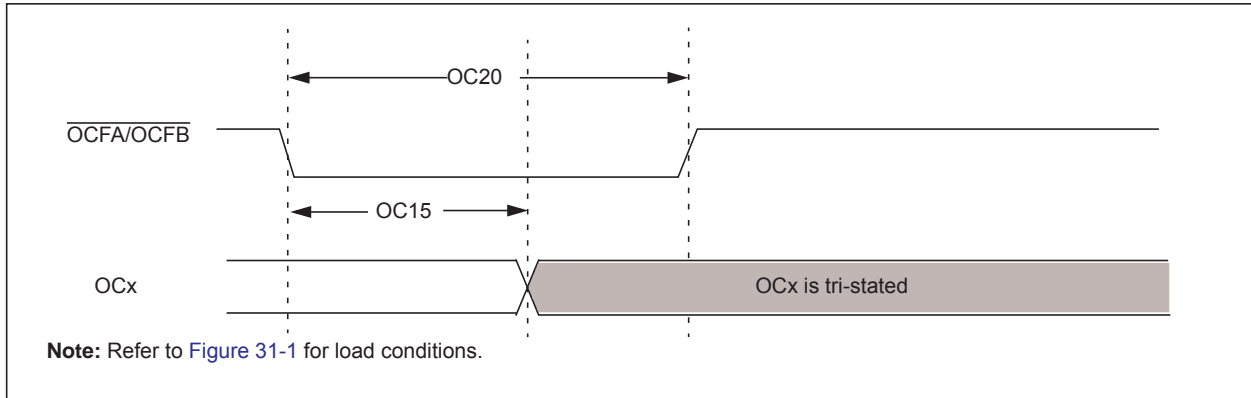 OC20
OCFA/OCFB
OC15
OCx
OCx is tri-stated
Note: Refer to Figure 31-1 for load conditions.